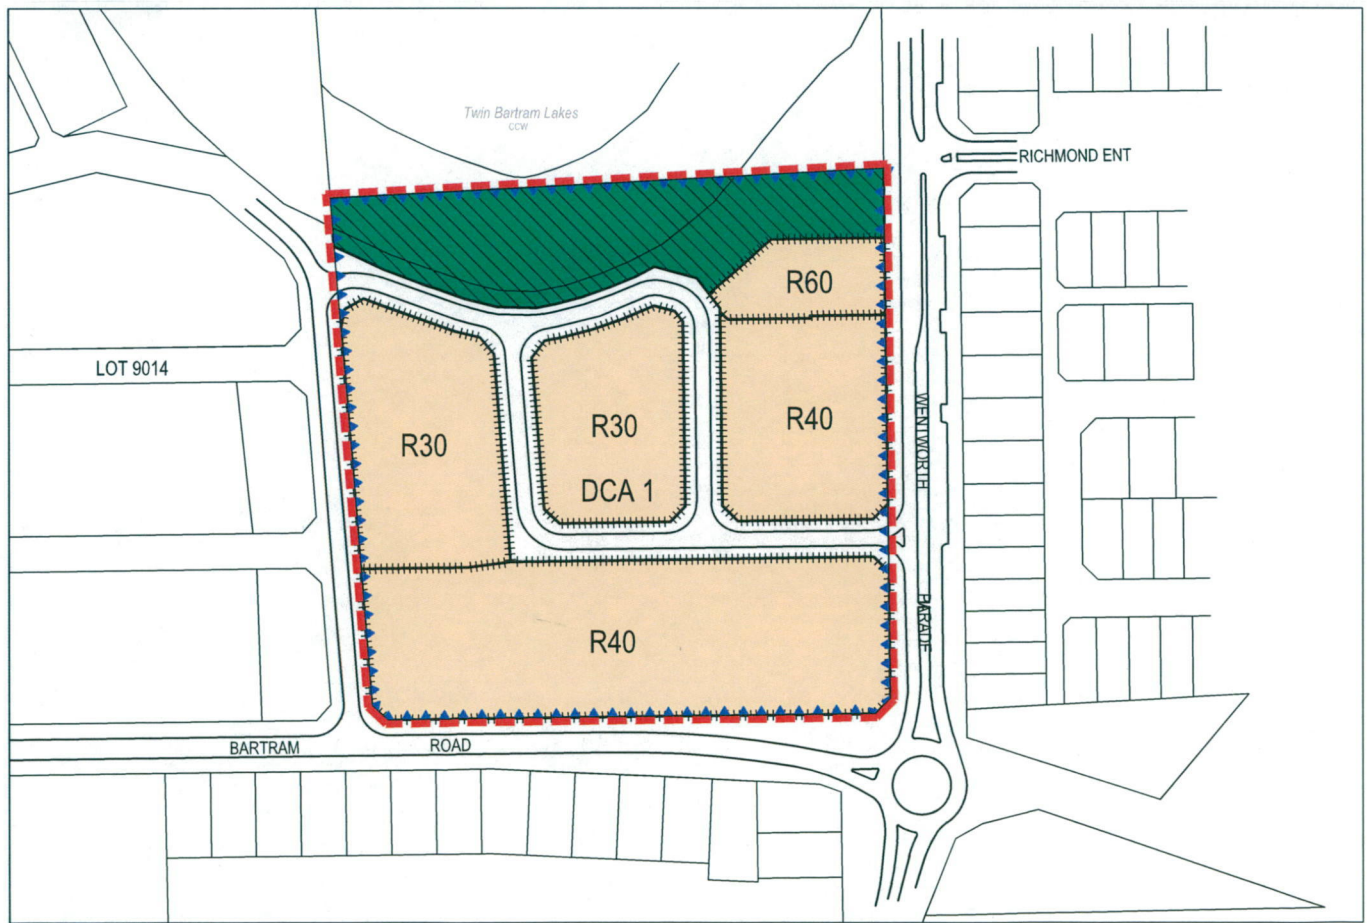 Twin Bartram Lakes
CCW
RICHMOND ENT
R60
LOT 9014
R30
R30
DCA 1
R40
WENTWORTH
PARADE
R40
BARTRAM
ROAD